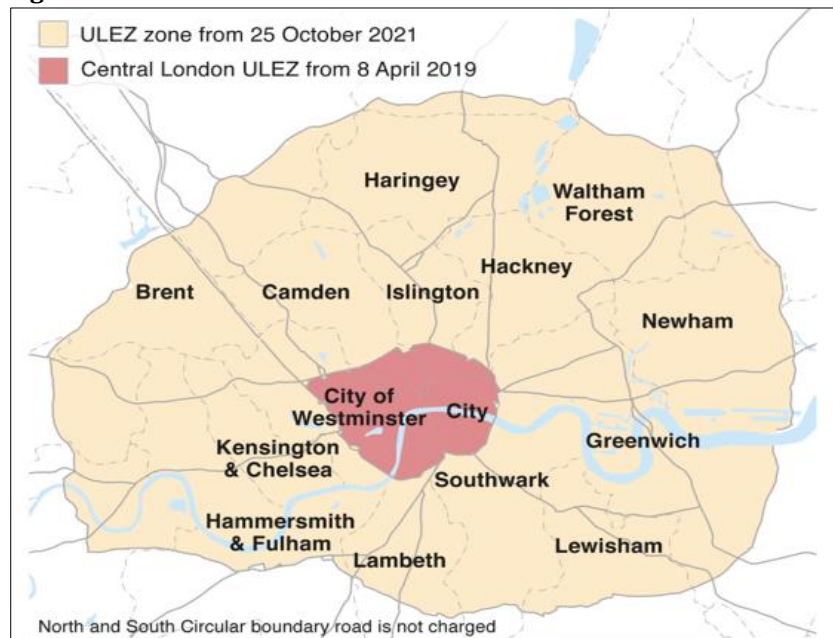 ULEZ zone from 25 October 2021
Central London ULEZ from 8 April 2019
Haringey
Waltham
Forest
Hackney
Brent
Camden
Islington
Newham
City of
Westminster
City
Kensington
& Chelsea
Greenwich
Southwark
Hammersmith
& Fulham
Lambeth
Lewisham
North and South Circular boundary road is not charged